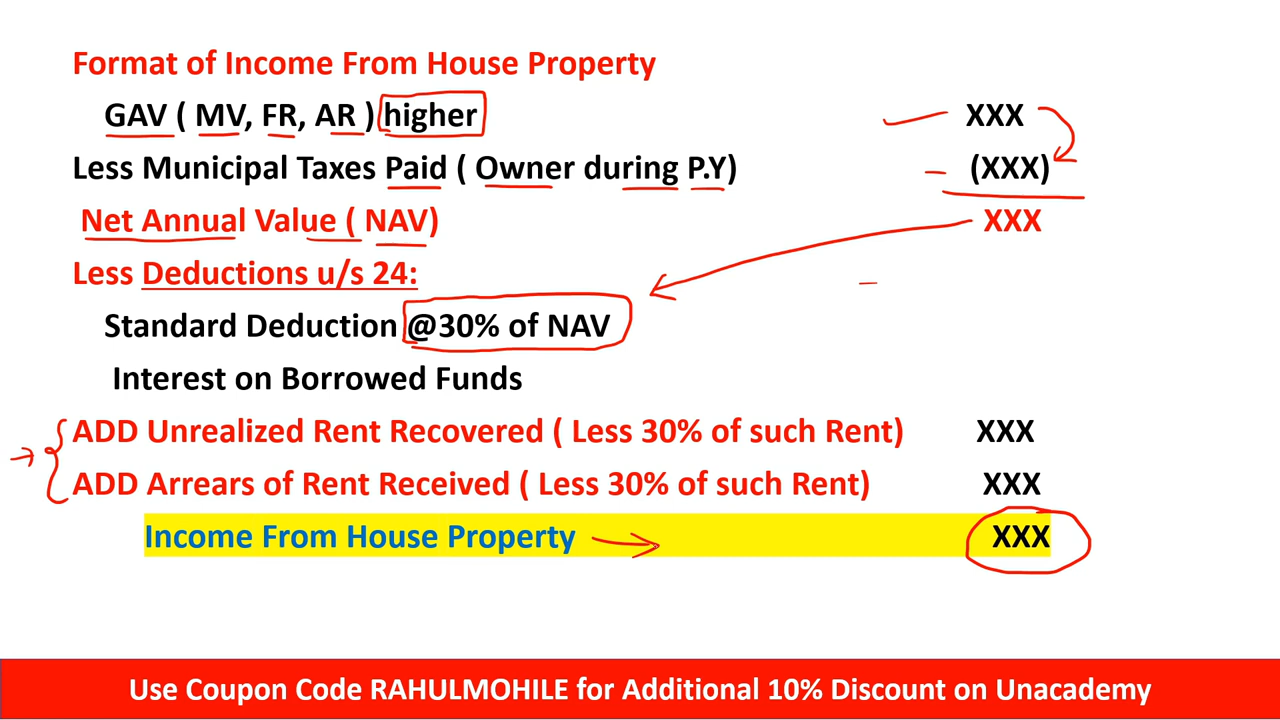 Format of Income From House Property
GAV ( MV, FR, AR ) higher XXX
Less Municipal Taxes Paid ( Owner during P.Y) (XXX)
Net Annual Value ( NAV) XXX
Less Deductions u/s 24:
Standard Deduction @30% of NAV
Interest on Borrowed Funds
ADD Unrealized Rent Recovered ( Less 30% of such Rent) XXX
ADD Arrears of Rent Received ( Less 30% of such Rent) XXX
Income From House Property XXX
Use Coupon Code RAHULMOHILE for Additional 10% Discount on Unacademy